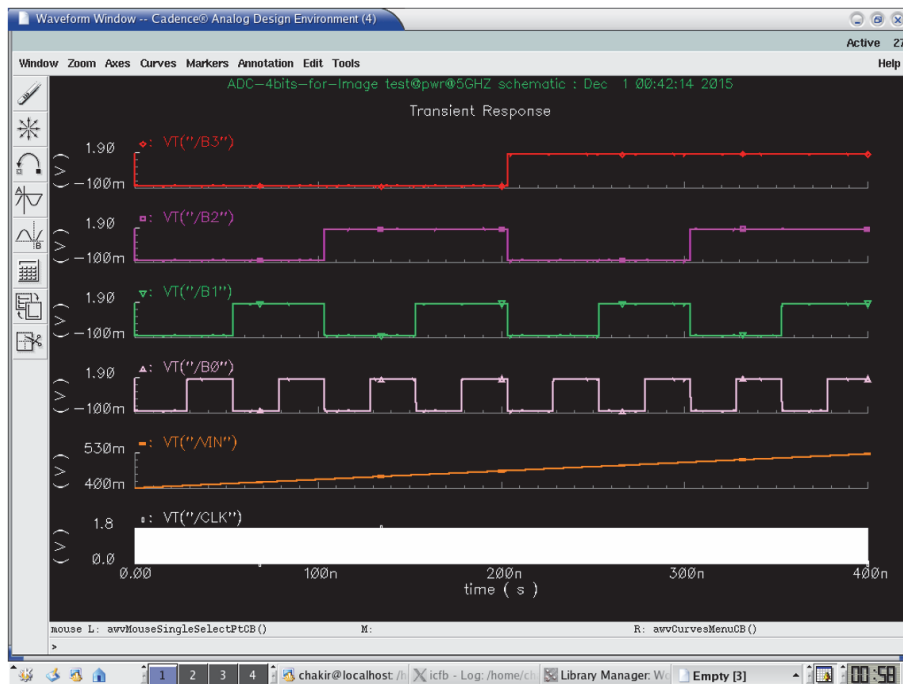 Waveform Window -- Cadence® Analog Design Environment (4)
Active 27
Window Zoom Axes Curves Markers Annotation Edit Tools Help
ADC-4bits-for-Image test@pwr@5GHZ schematic : Dec 1 00:42:14 2015
Transient Response
1.90 : VT("/B3")
(V)
-100m
1.90 : VT("/B2")
(V)
-100m
1.90 : VT("/B1")
(V)
-100m
1.90 : VT("/B0")
(V)
-100m
530m : VT("/VIN")
(V)
400m
1.8 : VT("/CLK")
(V)
0.0
0.00 100n 200n 300n 400n
time ( s )
mouse L: awvMouseSingleSelectPtCB() M: R: awvCurvesMenuCB()
>
1 2 3 4 chakir@localhost: /h icfb - Log: /home/ch Library Manager: Wo Empty [3] 00:58
A
B